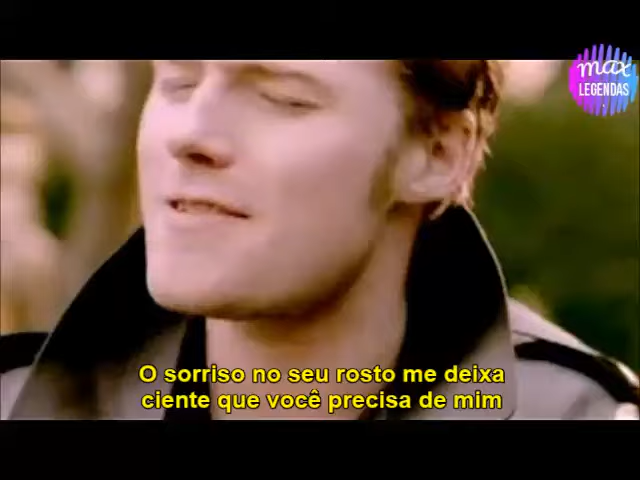 max
LEGENDAS
O sorriso no seu rosto me deixa
ciente que você precisa de mim